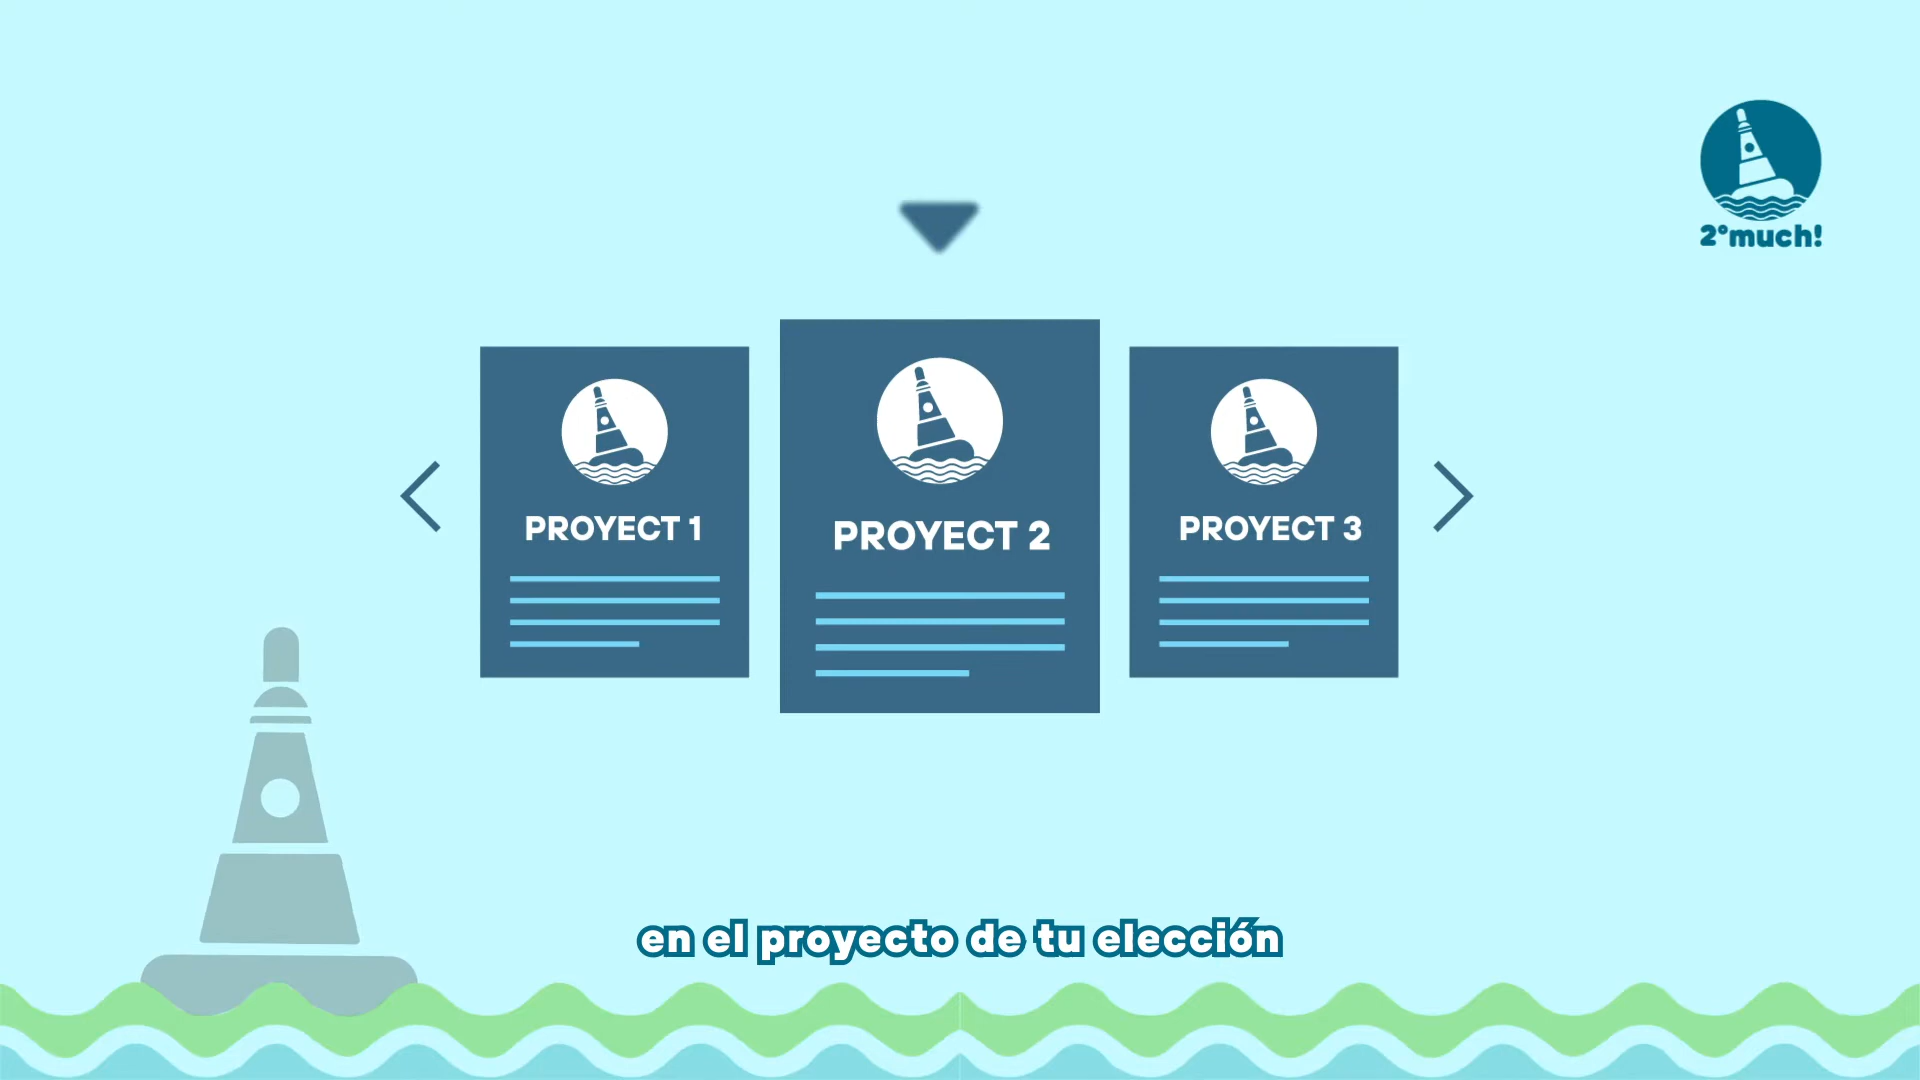 2°much!
PROYECT 1
PROYECT 2
PROYECT 3
en el proyecto de tu elección